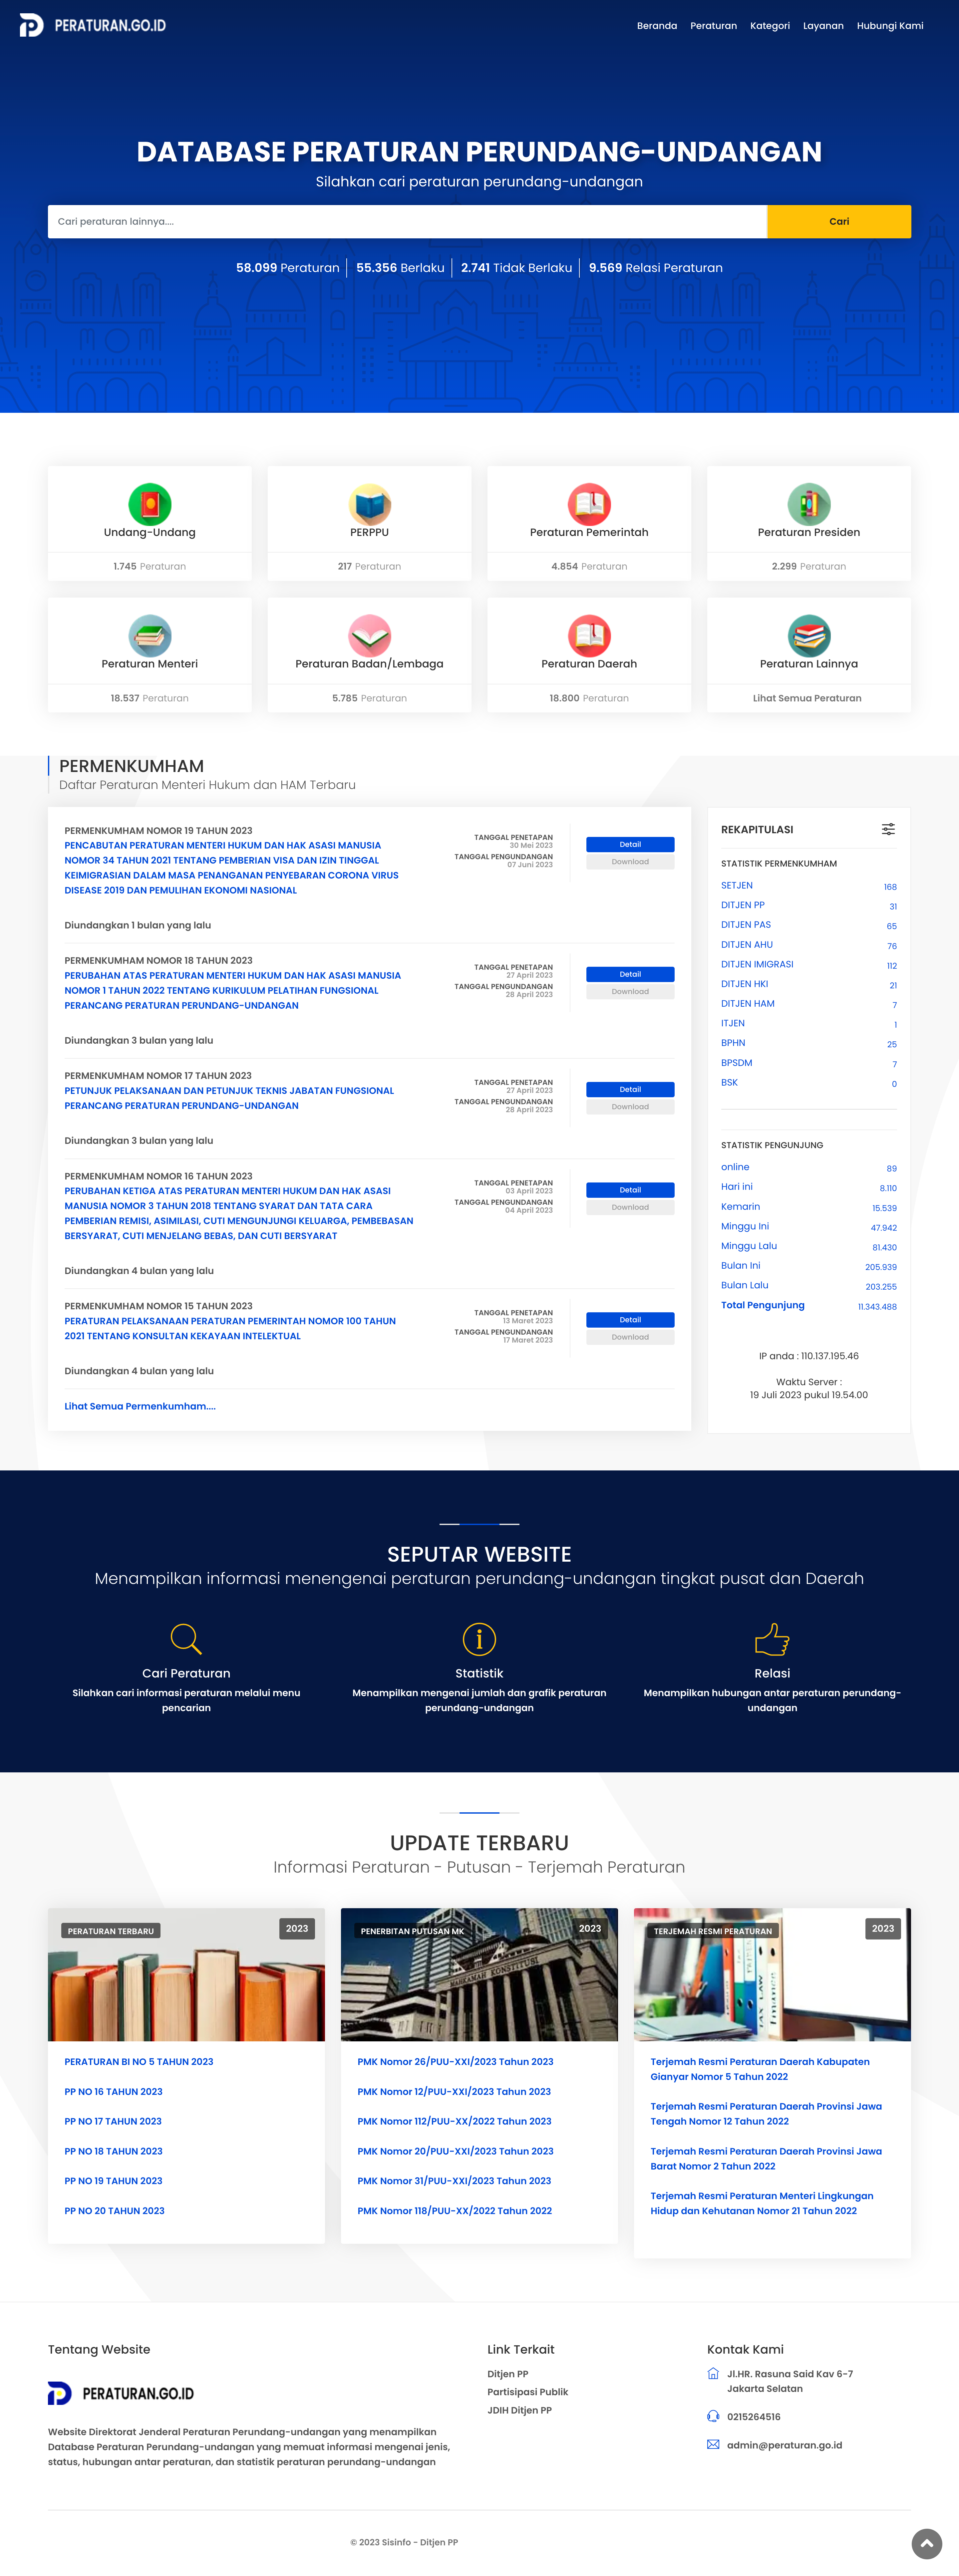 PERATURAN.GO.ID
Beranda Peraturan Kategori Layanan Hubungi Kami
DATABASE PERATURAN PERUNDANG-UNDANGAN
Silahkan cari peraturan perundang-undangan
Cari peraturan lainnya....
Cari
58.099 Peraturan 55.356 Berlaku 2.741 Tidak Berlaku 9.569 Relasi Peraturan
Undang-Undang
1.745 Peraturan
PERPPU
217 Peraturan
Peraturan Pemerintah
4.854 Peraturan
Peraturan Presiden
2.299 Peraturan
Peraturan Menteri
18.537 Peraturan
Peraturan Badan/Lembaga
5.785 Peraturan
Peraturan Daerah
18.800 Peraturan
Peraturan Lainnya
Lihat Semua Peraturan
PERMENKUMHAM
Daftar Peraturan Menteri Hukum dan HAM Terbaru
PERMENKUMHAM NOMOR 19 TAHUN 2023
PENCABUTAN PERATURAN MENTERI HUKUM DAN HAK ASASI MANUSIA
NOMOR 34 TAHUN 2021 TENTANG PEMBERIAN VISA DAN IZIN TINGGAL
KEIMIGRASIAN DALAM MASA PENANGANAN PENYEBARAN CORONA VIRUS
DISEASE 2019 DAN PEMULIHAN EKONOMI NASIONAL
Diundangkan 1 bulan yang lalu
TANGGAL PENETAPAN
30 Mei 2023
TANGGAL PENGUNDANGAN
07 Juni 2023
Detail
Download
PERMENKUMHAM NOMOR 18 TAHUN 2023
PERUBAHAN ATAS PERATURAN MENTERI HUKUM DAN HAK ASASI MANUSIA
NOMOR 1 TAHUN 2022 TENTANG KURIKULUM PELATIHAN FUNGSIONAL
PERANCANG PERATURAN PERUNDANG-UNDANGAN
Diundangkan 3 bulan yang lalu
TANGGAL PENETAPAN
27 April 2023
TANGGAL PENGUNDANGAN
28 April 2023
Detail
Download
PERMENKUMHAM NOMOR 17 TAHUN 2023
PETUNJUK PELAKSANAAN DAN PETUNJUK TEKNIS JABATAN FUNGSIONAL
PERANCANG PERATURAN PERUNDANG-UNDANGAN
Diundangkan 3 bulan yang lalu
TANGGAL PENETAPAN
27 April 2023
TANGGAL PENGUNDANGAN
28 April 2023
Detail
Download
PERMENKUMHAM NOMOR 16 TAHUN 2023
PERUBAHAN KETIGA ATAS PERATURAN MENTERI HUKUM DAN HAK ASASI
MANUSIA NOMOR 3 TAHUN 2018 TENTANG SYARAT DAN TATA CARA
PEMBERIAN REMISI, ASIMILASI, CUTI MENGUNJUNGI KELUARGA, PEMBEBASAN
BERSYARAT, CUTI MENJELANG BEBAS, DAN CUTI BERSYARAT
Diundangkan 4 bulan yang lalu
TANGGAL PENETAPAN
03 April 2023
TANGGAL PENGUNDANGAN
04 April 2023
Detail
Download
PERMENKUMHAM NOMOR 15 TAHUN 2023
PERATURAN PELAKSANAAN PERATURAN PEMERINTAH NOMOR 100 TAHUN
2021 TENTANG KONSULTAN KEKAYAAN INTELEKTUAL
Diundangkan 4 bulan yang lalu
TANGGAL PENETAPAN
13 Maret 2023
TANGGAL PENGUNDANGAN
17 Maret 2023
Detail
Download
Lihat Semua Permenkumham....
REKAPITULASI
STATISTIK PERMENKUMHAM
SETJEN 168
DITJEN PP 31
DITJEN PAS 65
DITJEN AHU 76
DITJEN IMIGRASI 112
DITJEN HKI 21
DITJEN HAM 7
ITJEN 1
BPHN 25
BPSDM 7
BSK 0
STATISTIK PENGUNJUNG
online 89
Hari ini 8.110
Kemarin 15.539
Minggu Ini 47.942
Minggu Lalu 81.430
Bulan Ini 205.939
Bulan Lalu 203.255
Total Pengunjung 11.343.488
IP anda : 110.137.195.46
Waktu Server :
19 Juli 2023 pukul 19.54.00
SEPUTAR WEBSITE
Menampilkan informasi menengenai peraturan perundang-undangan tingkat pusat dan Daerah
Cari Peraturan
Silahkan cari informasi peraturan melalui menu
pencarian
Statistik
Menampilkan mengenai jumlah dan grafik peraturan
perundang-undangan
Relasi
Menampilkan hubungan antar peraturan perundang-
undangan
UPDATE TERBARU
Informasi Peraturan - Putusan - Terjemah Peraturan
PERATURAN TERBARU 2023
PERATURAN BI NO 5 TAHUN 2023
PP NO 16 TAHUN 2023
PP NO 17 TAHUN 2023
PP NO 18 TAHUN 2023
PP NO 19 TAHUN 2023
PP NO 20 TAHUN 2023
PENERBITAN PUTUSAN MK 2023
MAHKAMAH KONSTITUSI
PMK Nomor 26/PUU-XXI/2023 Tahun 2023
PMK Nomor 12/PUU-XXI/2023 Tahun 2023
PMK Nomor 112/PUU-XX/2022 Tahun 2023
PMK Nomor 20/PUU-XXI/2023 Tahun 2023
PMK Nomor 31/PUU-XXI/2023 Tahun 2023
PMK Nomor 118/PUU-XX/2022 Tahun 2022
TERJEMAH RESMI PERATURAN 2023
Terjemah Resmi Peraturan Daerah Kabupaten
Gianyar Nomor 5 Tahun 2022
Terjemah Resmi Peraturan Daerah Provinsi Jawa
Tengah Nomor 12 Tahun 2022
Terjemah Resmi Peraturan Daerah Provinsi Jawa
Barat Nomor 2 Tahun 2022
Terjemah Resmi Peraturan Menteri Lingkungan
Hidup dan Kehutanan Nomor 21 Tahun 2022
Tentang Website
PERATURAN.GO.ID
Website Direktorat Jenderal Peraturan Perundang-undangan yang menampilkan
Database Peraturan Perundang-undangan yang memuat informasi mengenai jenis,
status, hubungan antar peraturan, dan statistik peraturan perundang-undangan
Link Terkait
Ditjen PP
Partisipasi Publik
JDIH Ditjen PP
Kontak Kami
Jl.HR. Rasuna Said Kav 6-7
Jakarta Selatan
0215264516
admin@peraturan.go.id
© 2023 Sisinfo - Ditjen PP